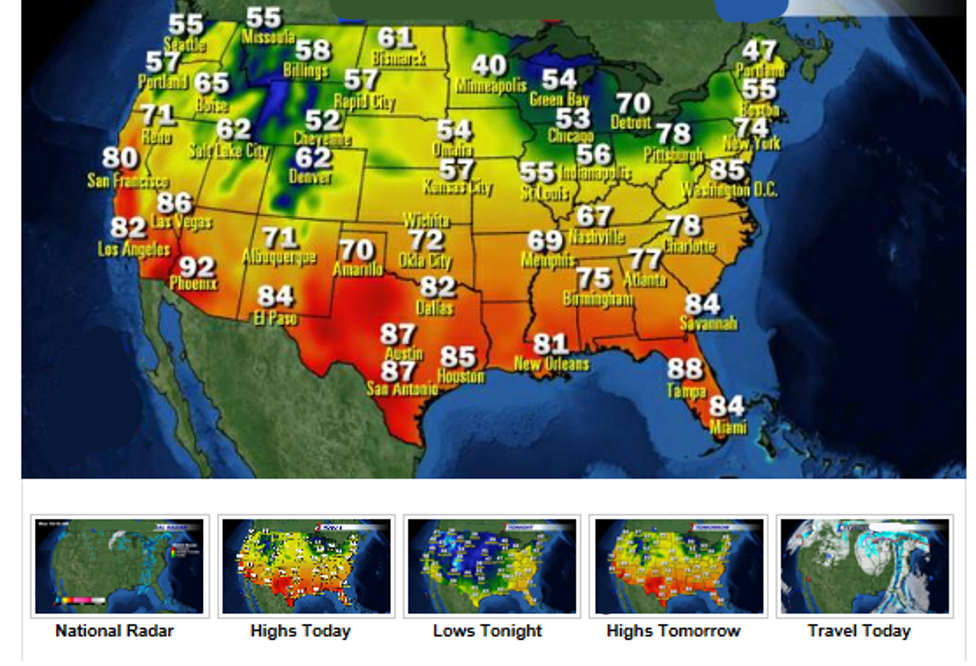 55
Seattle
55
Missoula
58
Billings
61
Bismarck
40
Minneapolis
47
Portland
57
Portland
65
Boise
57
Rapid City
54
Green Bay
70
Detroit
55
Boston
71
Reno
62
Salt Lake City
52
Cheyenne
54
Omaha
53
Chicago
78
Pittsburgh
74
New York
80
San Francisco
62
Denver
57
Kansas City
55
St Louis
56
Indianapolis
85
Washington D.C.
86
Las Vegas
82
Los Angeles
71
Albuquerque
70
Amarillo
Wichita
72
Okla City
67
Nashville
69
Memphis
78
Charlotte
77
Atlanta
92
Phoenix
84
El Paso
82
Dallas
75
Birmingham
84
Savannah
87
Austin
87
San Antonio
85
Houston
81
New Orleans
88
Tampa
84
Miami
TONIGHT
TOMORROW
National Radar
Highs Today
Lows Tonight
Highs Tomorrow
Travel Today